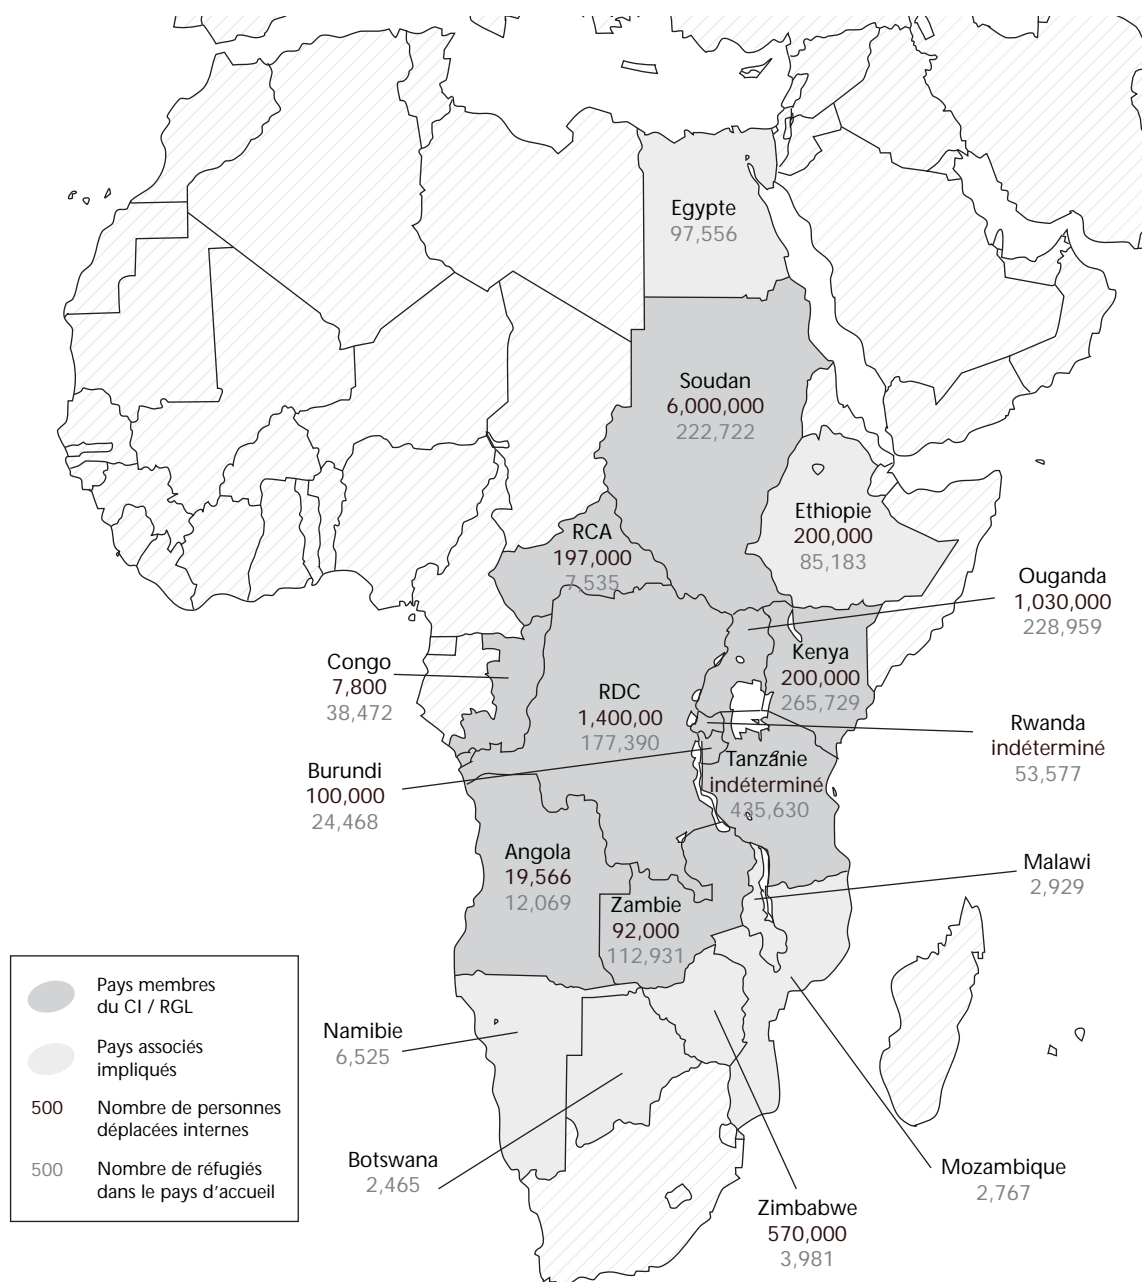 Egypte
97,556
Soudan
6,000,000
222,722
Ethiopie
200,000
85,183
RCA
197,000
7,535
Ouganda
1,030,000
228,959
Congo
7,800
38,472
RDC
1,400,00
177,390
Kenya
200,000
265,729
Rwanda
indéterminé
53,577
Burundi
100,000
24,468
Tanzanie
indéterminé
435,630
Angola
19,566
12,069
Zambie
92,000
112,931
Malawi
2,929
Pays membres
du CI / RGL
Pays associés
impliqués
500 Nombre de personnes
déplacées internes
500 Nombre de réfugiés
dans le pays d'accueil
Namibie
6,525
Botswana
2,465
Zimbabwe
570,000
3,981
Mozambique
2,767